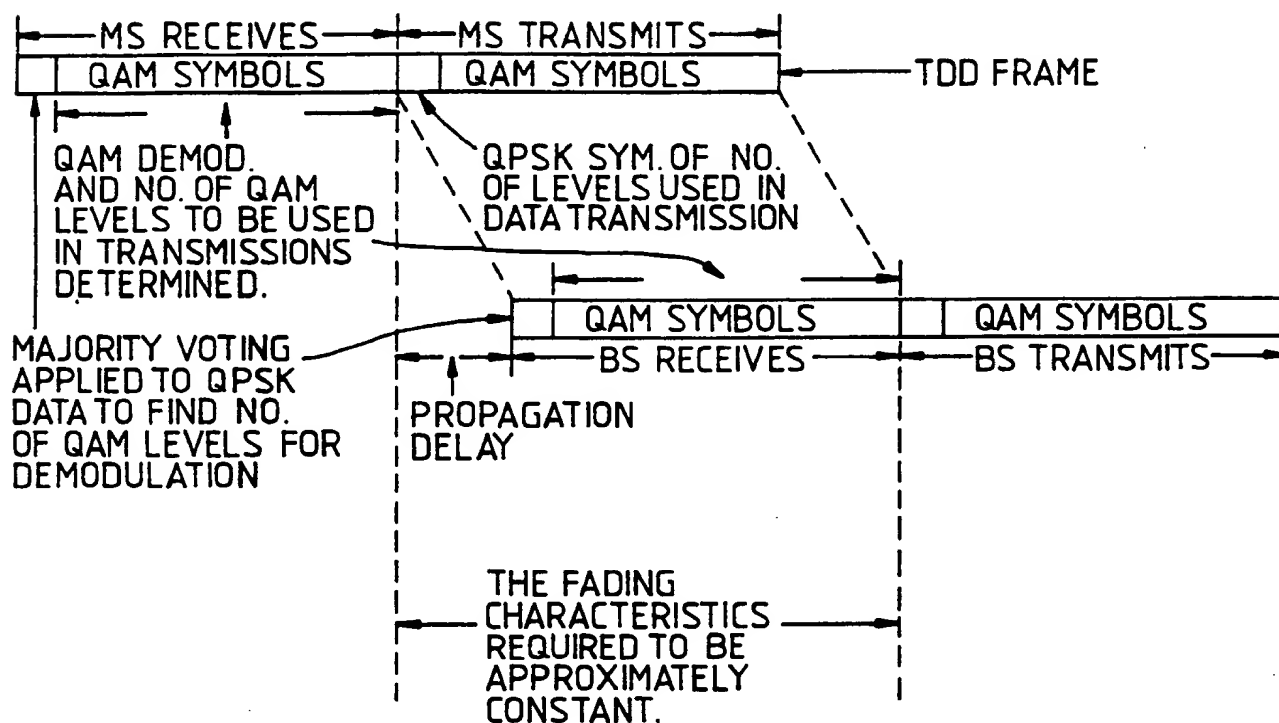 MS RECEIVES
MS TRANSMITS
QAM SYMBOLS
QAM SYMBOLS
TDD FRAME
QAM DEMOD.
AND NO. OF QAM
LEVELS TO BE USED
IN TRANSMISSIONS
DETERMINED.
QPSK SYM. OF NO.
OF LEVELS USED IN
DATA TRANSMISSION
QAM SYMBOLS
QAM SYMBOLS
BS RECEIVES
BS TRANSMITS
MAJORITY VOTING
APPLIED TO QPSK
DATA TO FIND NO.
OF QAM LEVELS FOR
DEMODULATION
PROPAGATION
DELAY
THE FADING
CHARACTERISTICS
REQUIRED TO BE
APPROXIMATELY
CONSTANT.